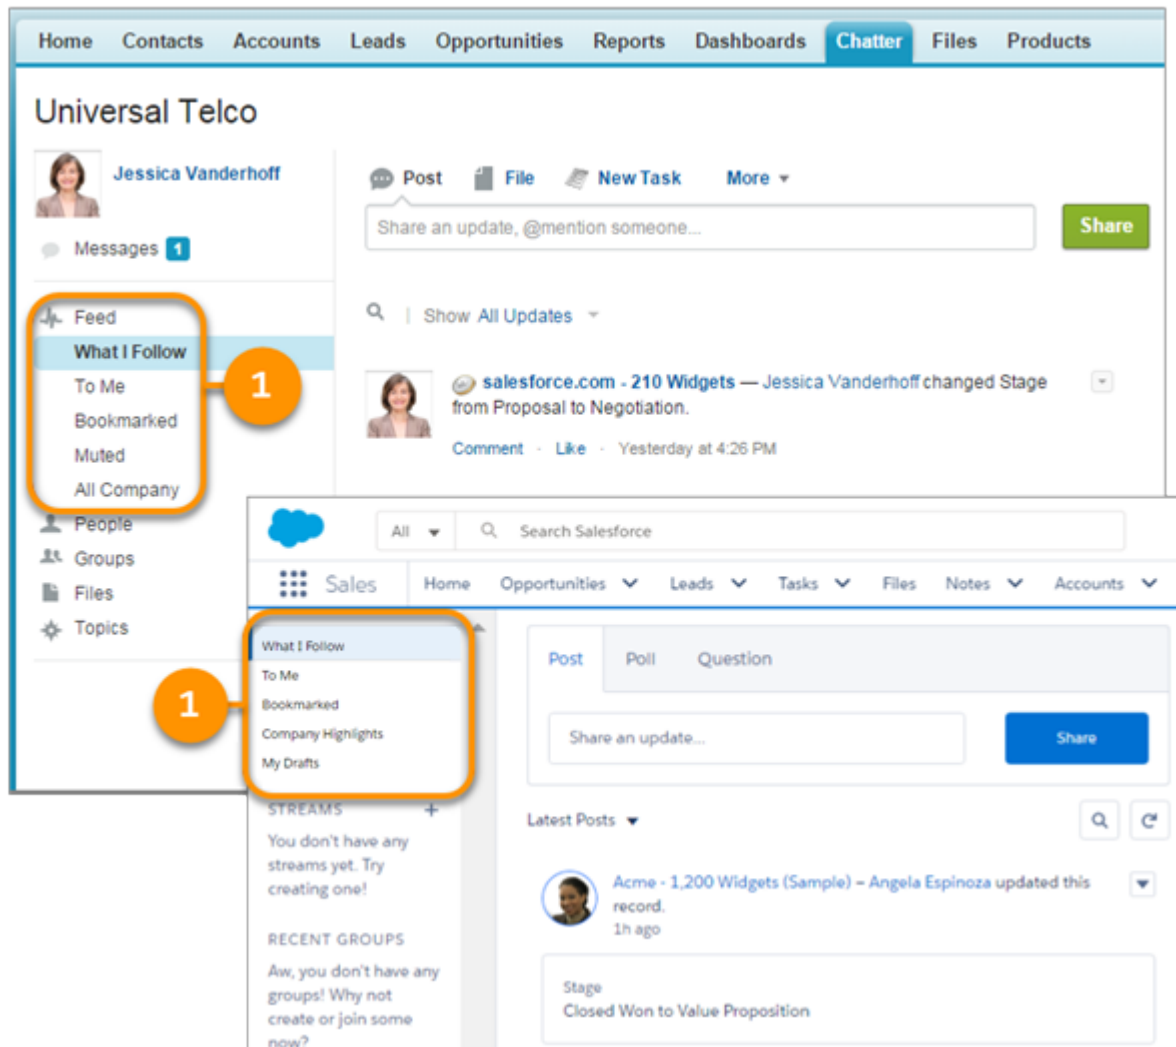 Home Contacts Accounts Leads Opportunities Reports Dashboards Chatter Files Products
Universal Telco
Jessica Vanderhoff
Messages 1
Feed
What I Follow
To Me
Bookmarked
Muted
All Company
People
Groups
Files
Topics
1
Post File New Task More
Share an update, @mention someone...
Share
Show All Updates
salesforce.com - 210 Widgets — Jessica Vanderhoff changed Stage
from Proposal to Negotiation.
Comment · Like · Yesterday at 4:26 PM
All Search Salesforce
Sales Home Opportunities Leads Tasks Files Notes Accounts
What I Follow
To Me
Bookmarked
Company Highlights
My Drafts
1
STREAMS +
You don't have any
streams yet. Try
creating one!
RECENT GROUPS
Aw, you don't have any
groups! Why not
create or join some
now?
Post Poll Question
Share an update...
Share
Latest Posts
Acme - 1,200 Widgets (Sample) – Angela Espinoza updated this
record.
1h ago
Stage
Closed Won to Value Proposition